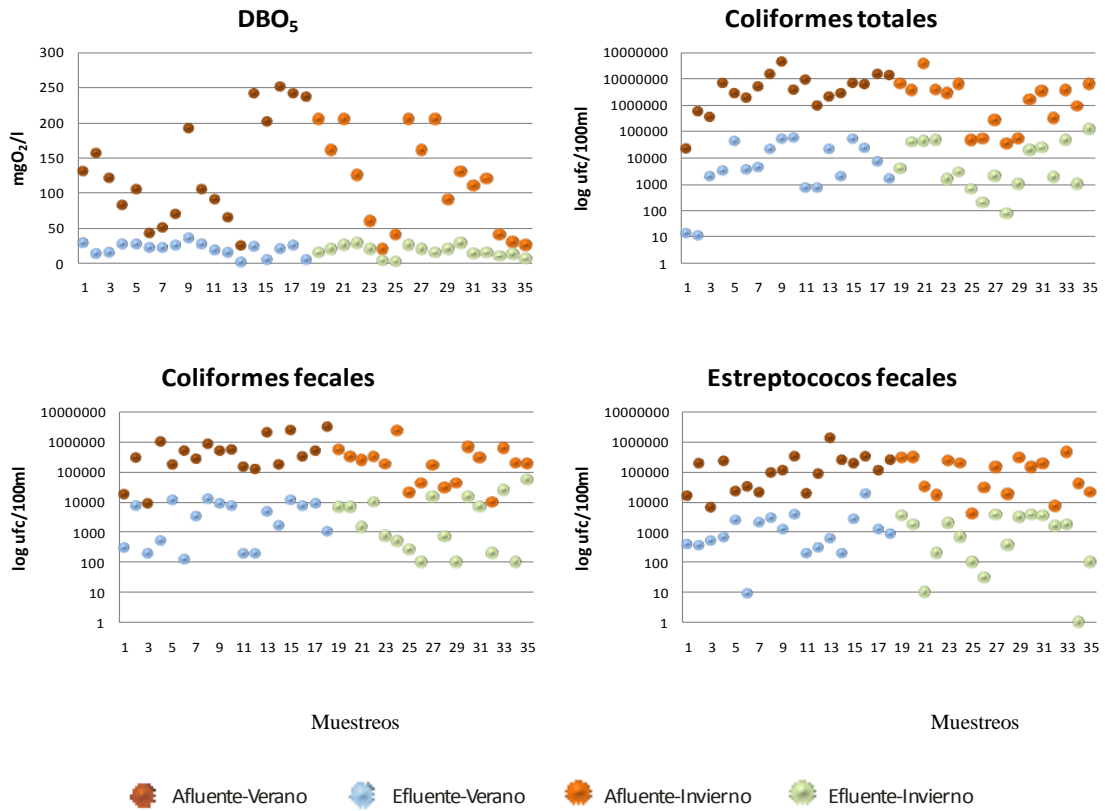 DBO5
mgO2/l
300
250
200
150
100
50
0
1 3 5 7 9 11 13 15 17 19 21 23 25 27 29 31 33 35
Coliformes totales
log ufc/100ml
10000000
10000000
1000000
100000
10000
1000
100
10
1
1 3 5 7 9 11 13 15 17 19 21 23 25 27 29 31 33 35
Coliformes fecales
log ufc/100ml
10000000
1000000
100000
10000
1000
100
10
1
1 3 5 7 9 11 13 15 17 19 21 23 25 27 29 31 33 35
Muestreos
Estreptococos fecales
log ufc/100ml
10000000
1000000
100000
10000
1000
100
10
1
1 3 5 7 9 11 13 15 17 19 21 23 25 27 29 31 33 35
Muestreos
Afluente-Verano
Efluente-Verano
Afluente-Invierno
Efluente-Invierno